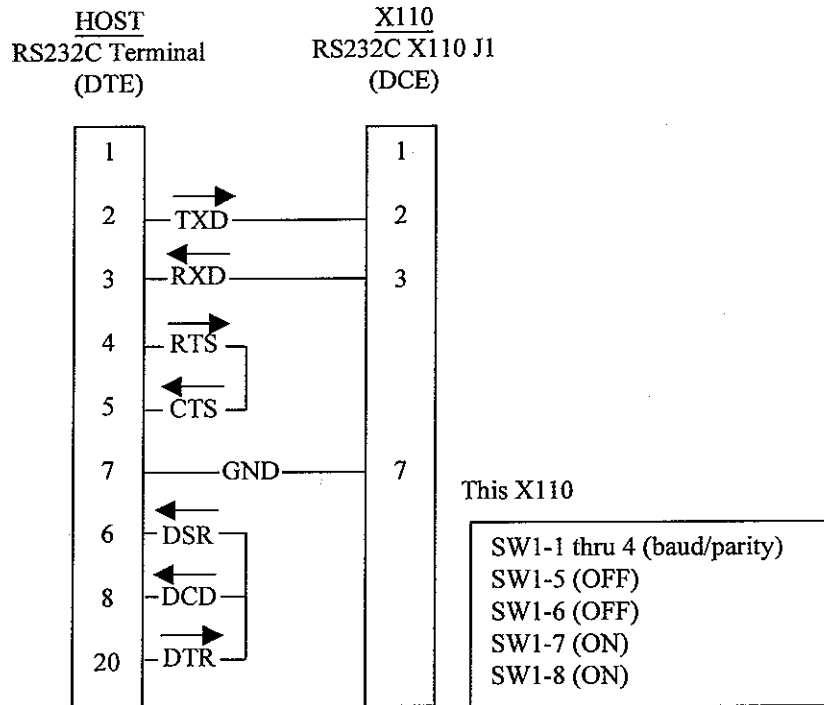 HOST
RS232C Terminal
(DTE)
X110
RS232C X110 J1
(DCE)
1 1
2 TXD 2
3 RXD 3
4 RTS
5 CTS
7 GND 7
6 DSR
8 DCD
20 DTR
This X110
SW1-1 thru 4 (baud/parity)
SW1-5 (OFF)
SW1-6 (OFF)
SW1-7 (ON)
SW1-8 (ON)